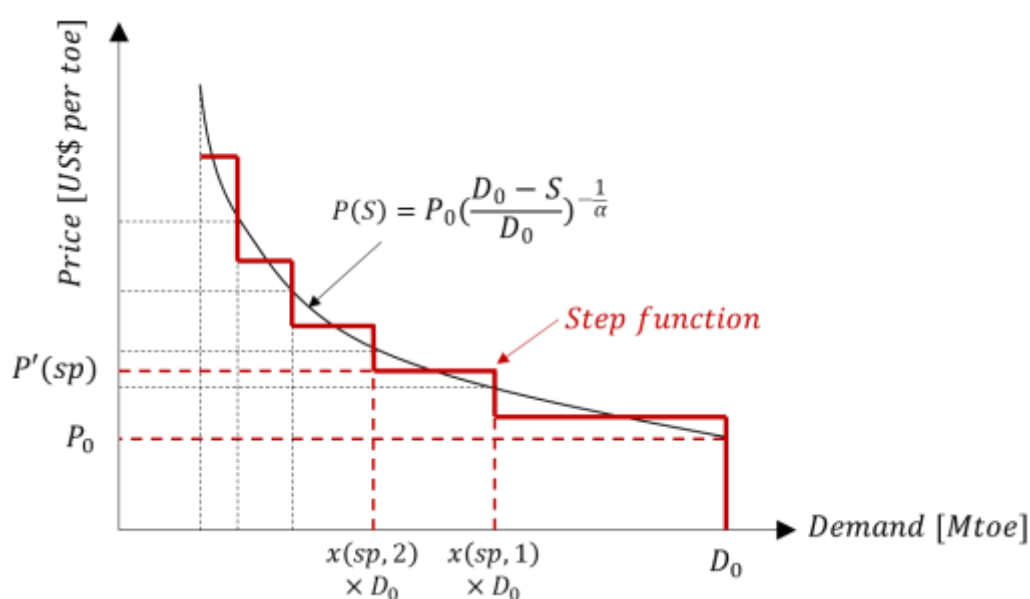 Price [US$ per toe]
P(S) = P₀((D₀ − S)/D₀)^(−1/α)
Step function
P′(sp)
P₀
Demand [Mtoe]
x(sp, 2)
× D₀
x(sp, 1)
× D₀
D₀